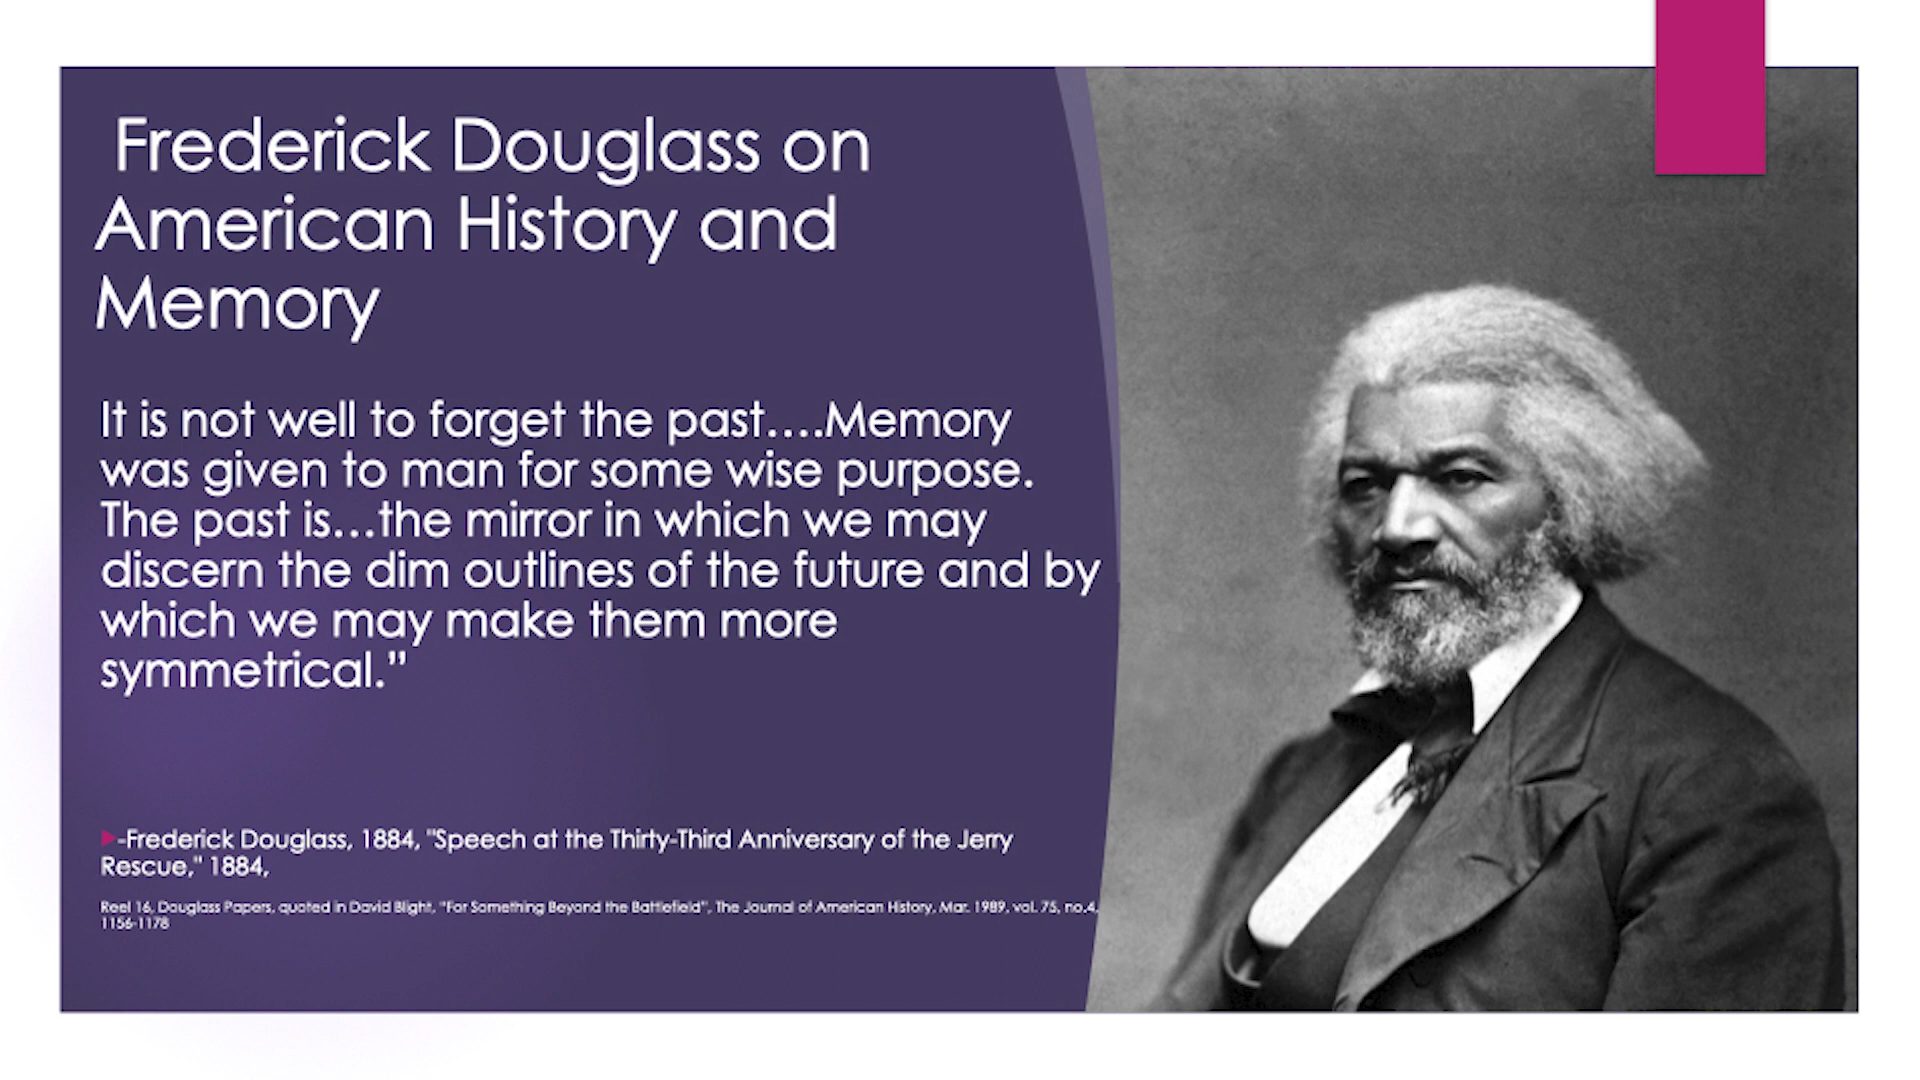 Frederick Douglass on
American History and
Memory
It is not well to forget the past....Memory
was given to man for some wise purpose.
The past is...the mirror in which we may
discern the dim outlines of the future and by
which we may make them more
symmetrical.”
-Frederick Douglass, 1884, "Speech at the Thirty-Third Anniversary of the Jerry
Rescue," 1884,
Reel 16, Douglass Papers, quoted in David Blight, "For Something Beyond the Battlefield", The Journal of American History, Mar. 1989, vol. 75, no.4,
1156-1178